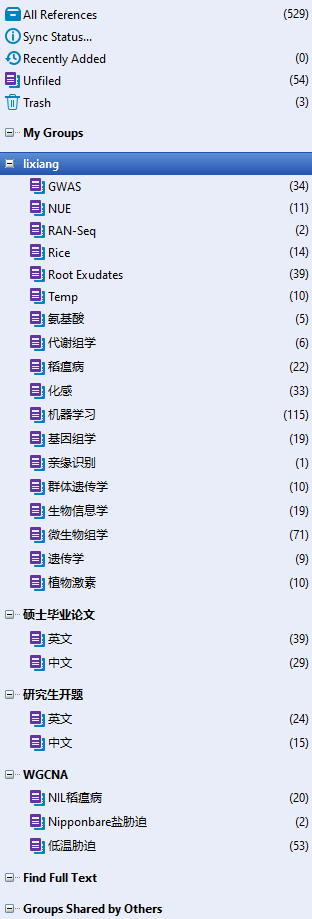 All References (529)
Sync Status...
Recently Added (0)
Unfiled (54)
Trash (3)
My Groups
lixiang
GWAS (34)
NUE (11)
RAN-Seq (2)
Rice (14)
Root Exudates (39)
Temp (10)
氨基酸 (5)
代谢组学 (6)
稻瘟病 (22)
化感 (33)
机器学习 (115)
基因组学 (19)
亲缘识别 (1)
群体遗传学 (10)
生物信息学 (19)
微生物组学 (71)
遗传学 (9)
植物激素 (10)
硕士毕业论文
英文 (39)
中文 (29)
研究生开题
英文 (24)
中文 (15)
WGCNA
NIL稻瘟病 (20)
Nipponbare盐胁迫 (2)
低温胁迫 (53)
Find Full Text
Groups Shared by Others